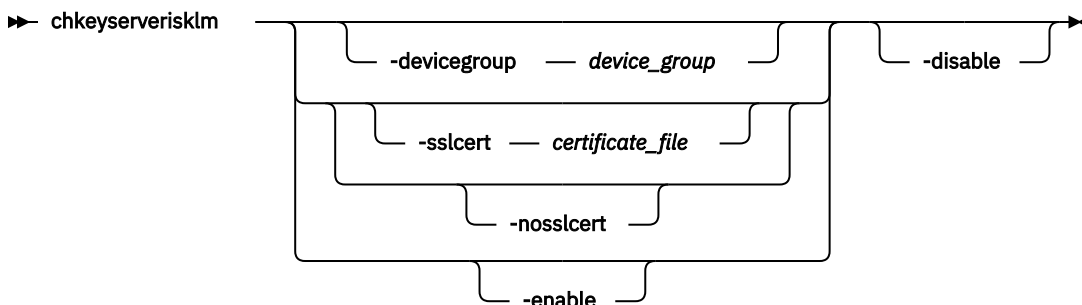 chkeyserverisklm
-devicegroup device_group
-disable
-sslcert certificate_file
-nosslcert
-enable